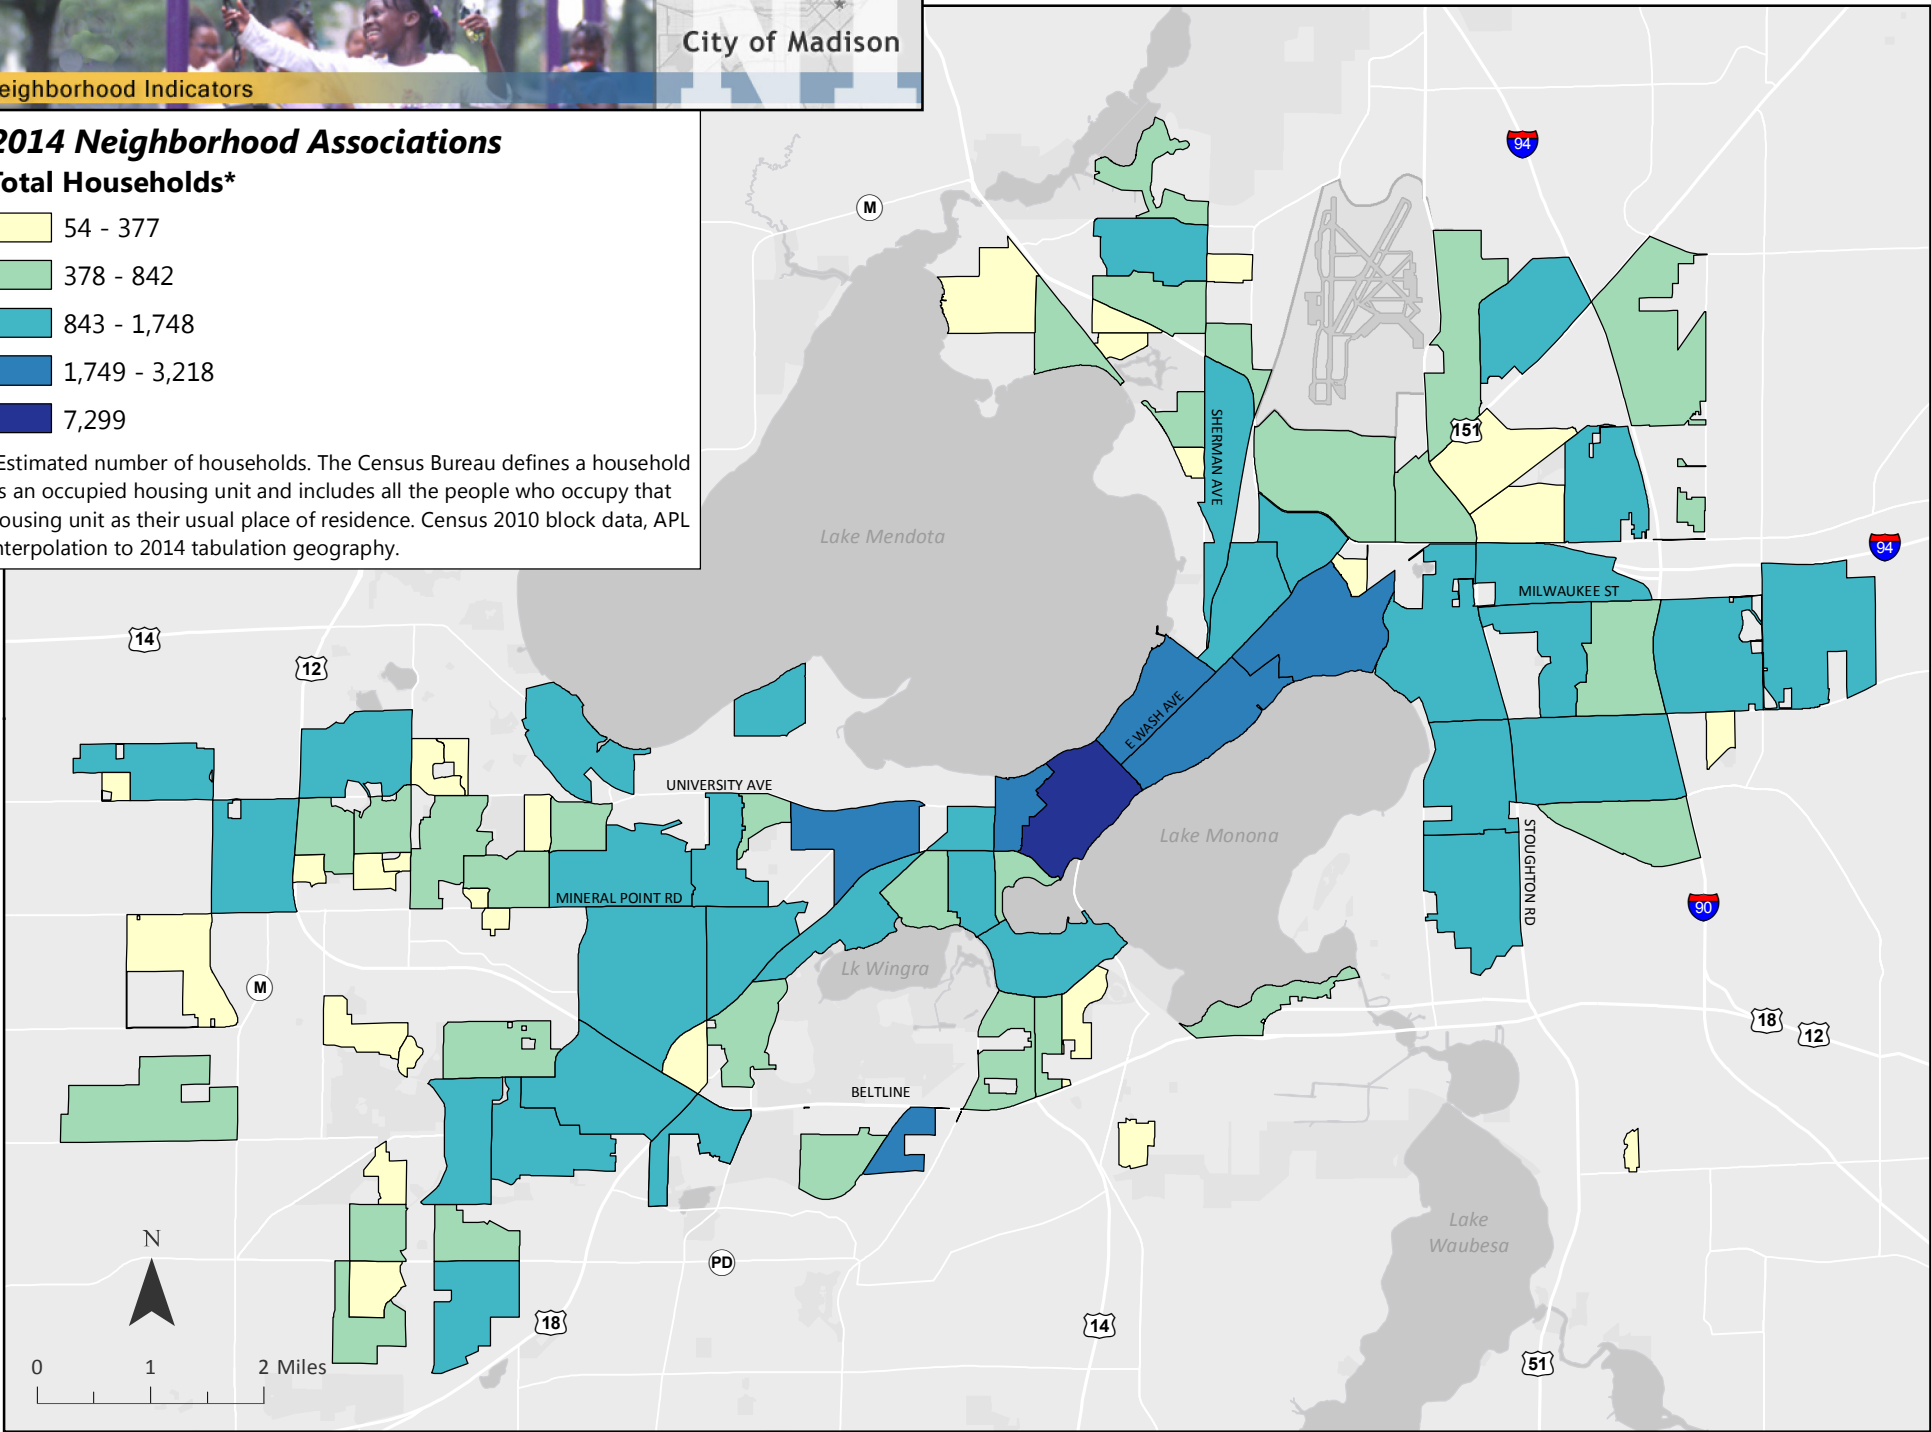 City of Madison
eighborhood Indicators
2014 Neighborhood Associations
Total Households*
54 - 377
378 - 842
843 - 1,748
1,749 - 3,218
7,299
Estimated number of households. The Census Bureau defines a household
s an occupied housing unit and includes all the people who occupy that
ousing unit as their usual place of residence. Census 2010 block data, APL
nterpolation to 2014 tabulation geography.
M
94
151
SHERMAN AVE
Lake Mendota
94
MILWAUKEE ST
14
12
E WASH AVE
UNIVERSITY AVE
Lake Monona
STOUGHTON RD
MINERAL POINT RD
90
Lk Wingra
M
18
12
BELTLINE
Lake
Waubesa
N
PD
18
14
51
0 1 2 Miles